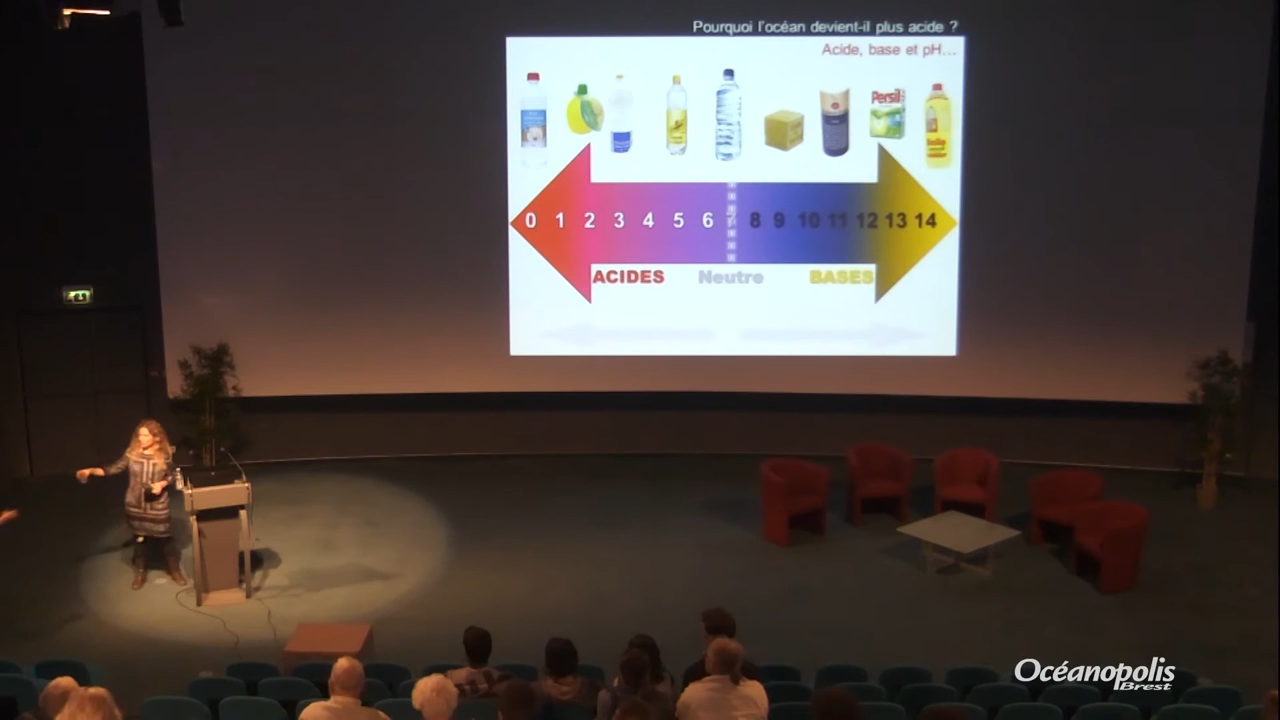 Pourquoi l'océan devient-il plus acide ?
Acide, base et pH...
Persil
0 1 2 3 4 5 6 7 8 9 10 11 12 13 14
ACIDES Neutre BASES
Océanopolis
Brest